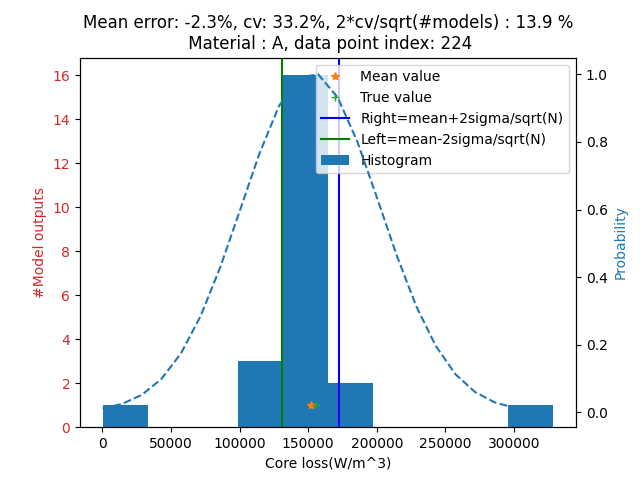 Mean error: -2.3%, cv: 33.2%, 2*cv/sqrt(#models) : 13.9 %
Material : A, data point index: 224
Mean value
True value
Right=mean+2sigma/sqrt(N)
Left=mean-2sigma/sqrt(N)
Histogram
16
14
12
10
8
6
4
2
0
#Model outputs
1.0
0.8
0.6
0.4
0.2
0.0
Probability
0 50000 100000 150000 200000 250000 300000
Core loss(W/m^3)